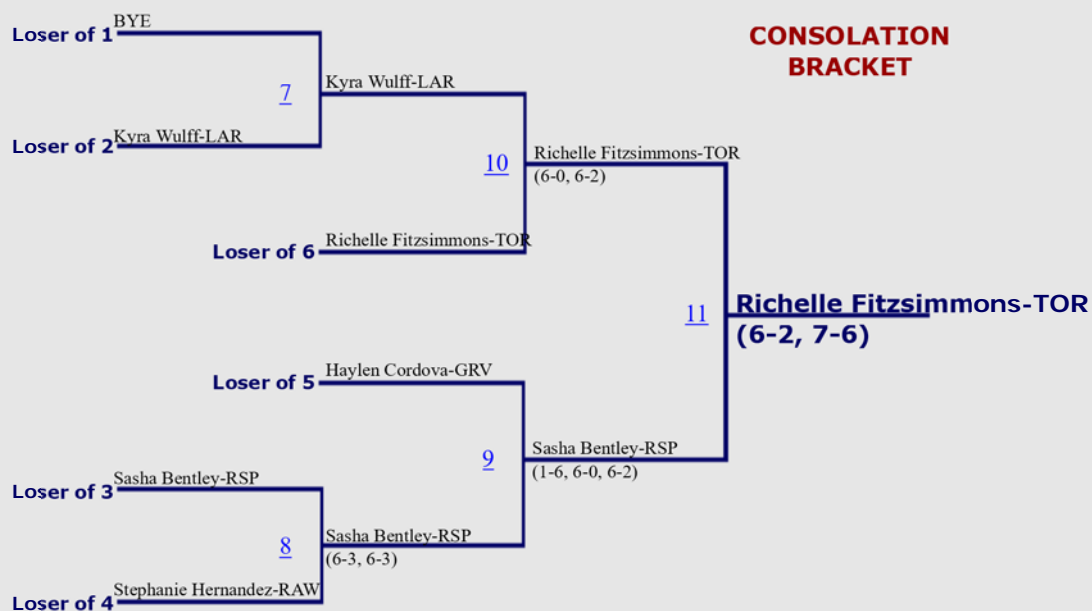 BYE
Loser of 1
CONSOLATION
BRACKET
7
Kyra Wulff-LAR
Loser of 2
Kyra Wulff-LAR
10
Richelle Fitzsimmons-TOR
(6-0, 6-2)
Loser of 6
Richelle Fitzsimmons-TOR
11
Richelle Fitzsimmons-TOR
(6-2, 7-6)
Loser of 5
Haylen Cordova-GRV
9
Sasha Bentley-RSP
(1-6, 6-0, 6-2)
Loser of 3
Sasha Bentley-RSP
8
Sasha Bentley-RSP
(6-3, 6-3)
Loser of 4
Stephanie Hernandez-RAW